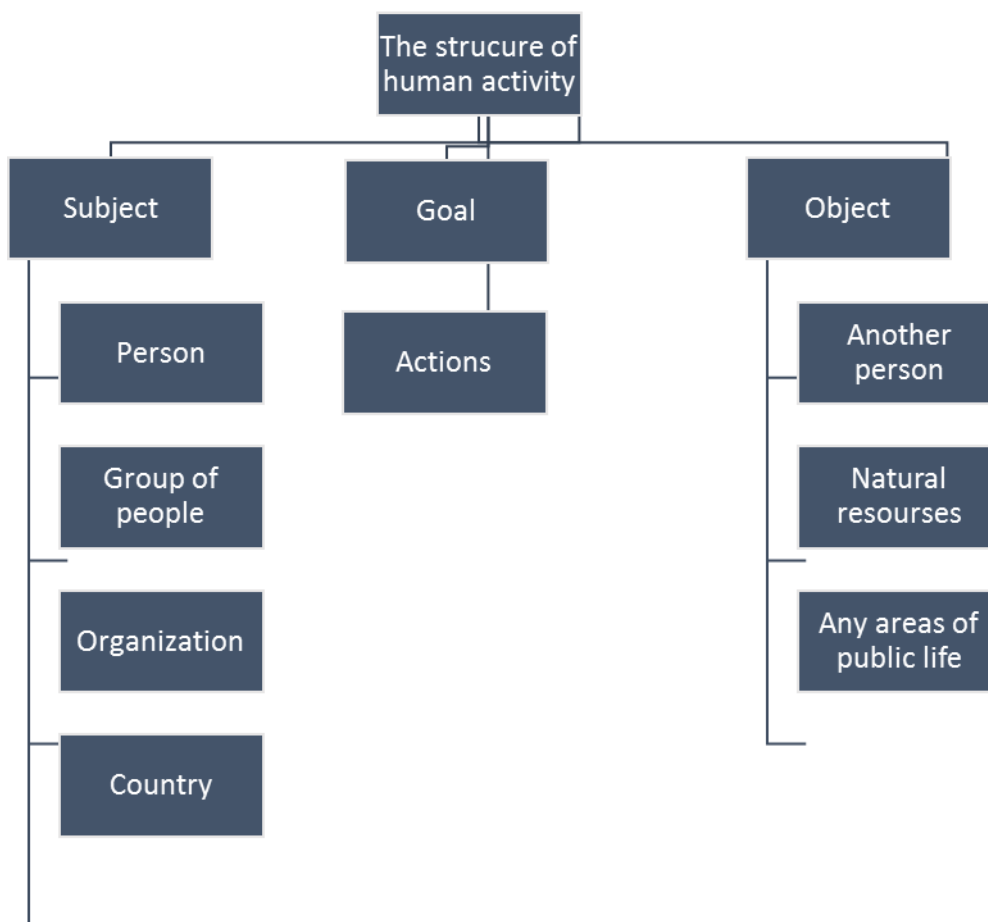 The strucure of
human activity
Subject
Goal
Object
Person
Actions
Another
person
Group of
people
Natural
resourses
Organization
Any areas of
public life
Country